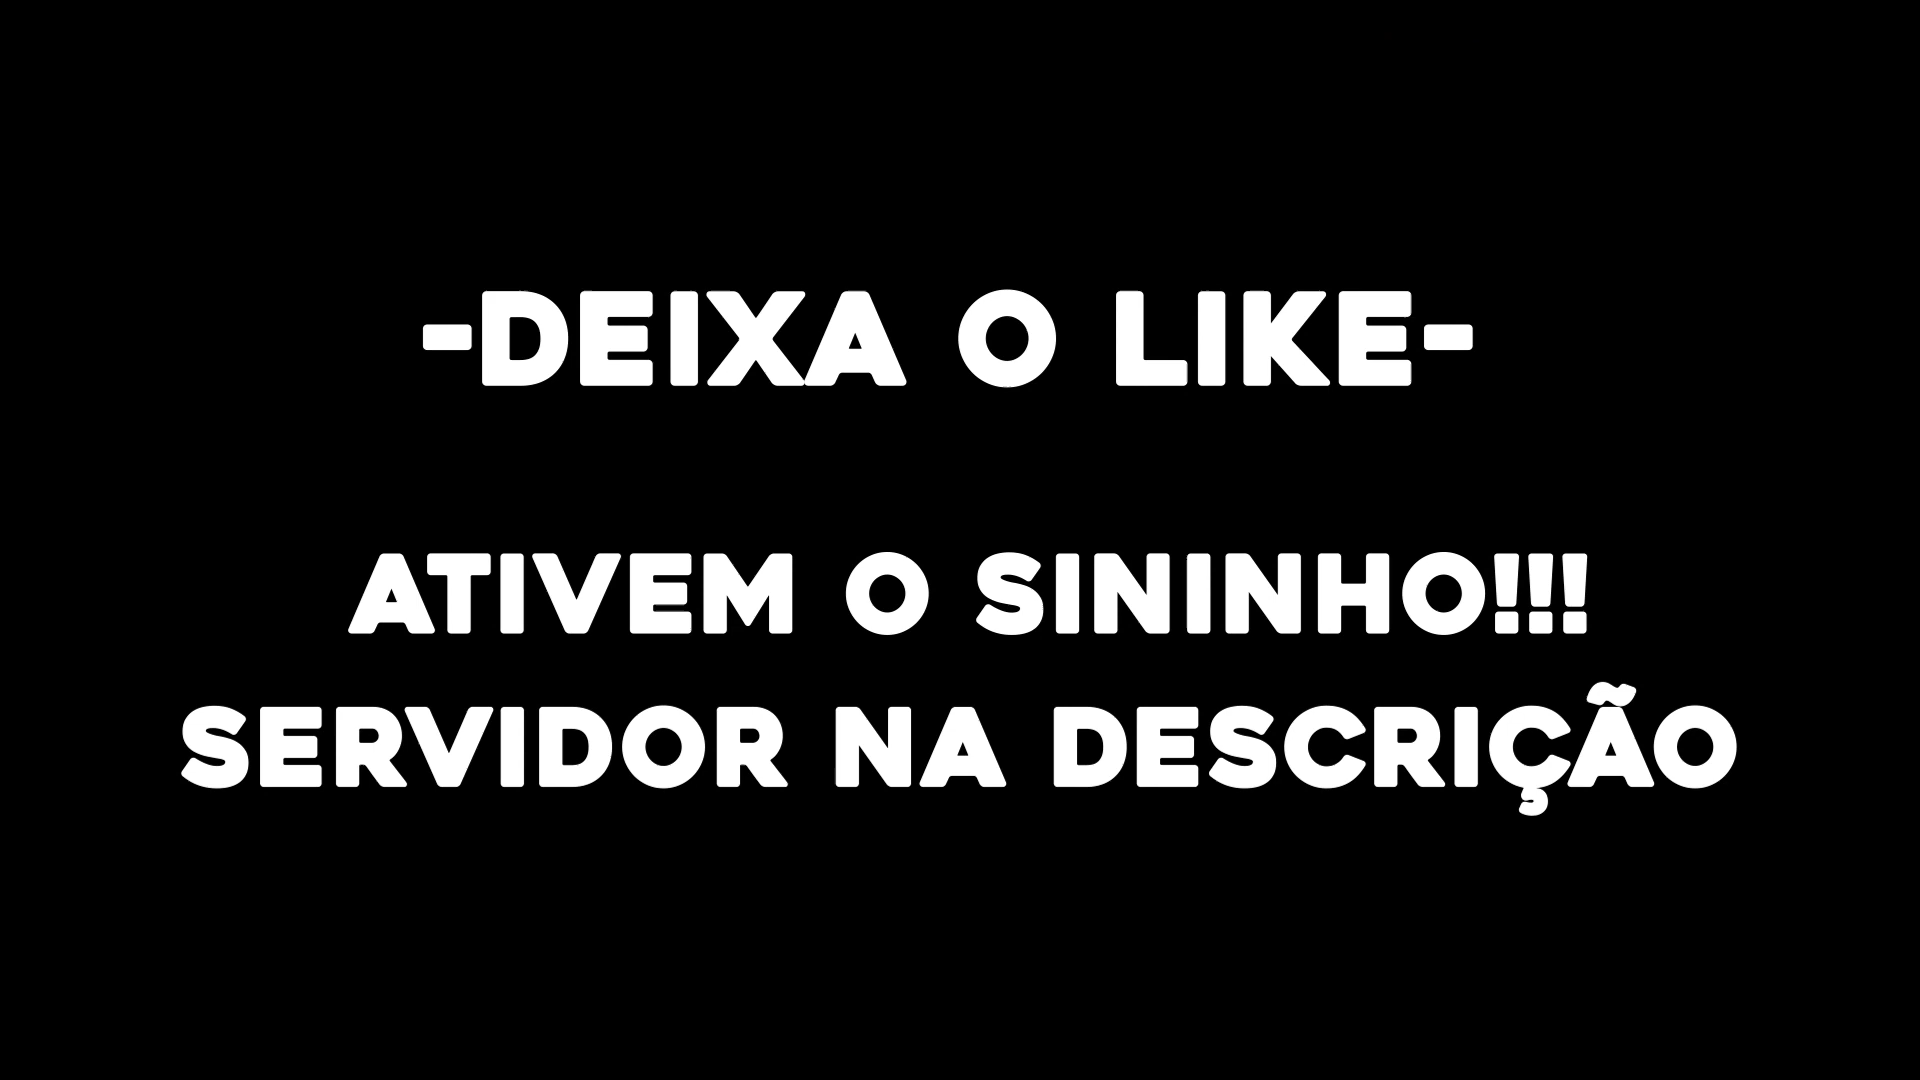 -DEIXA O LIKE-
ATIVEM O SININHO!!!
SERVIDOR NA DESCRIÇÃO